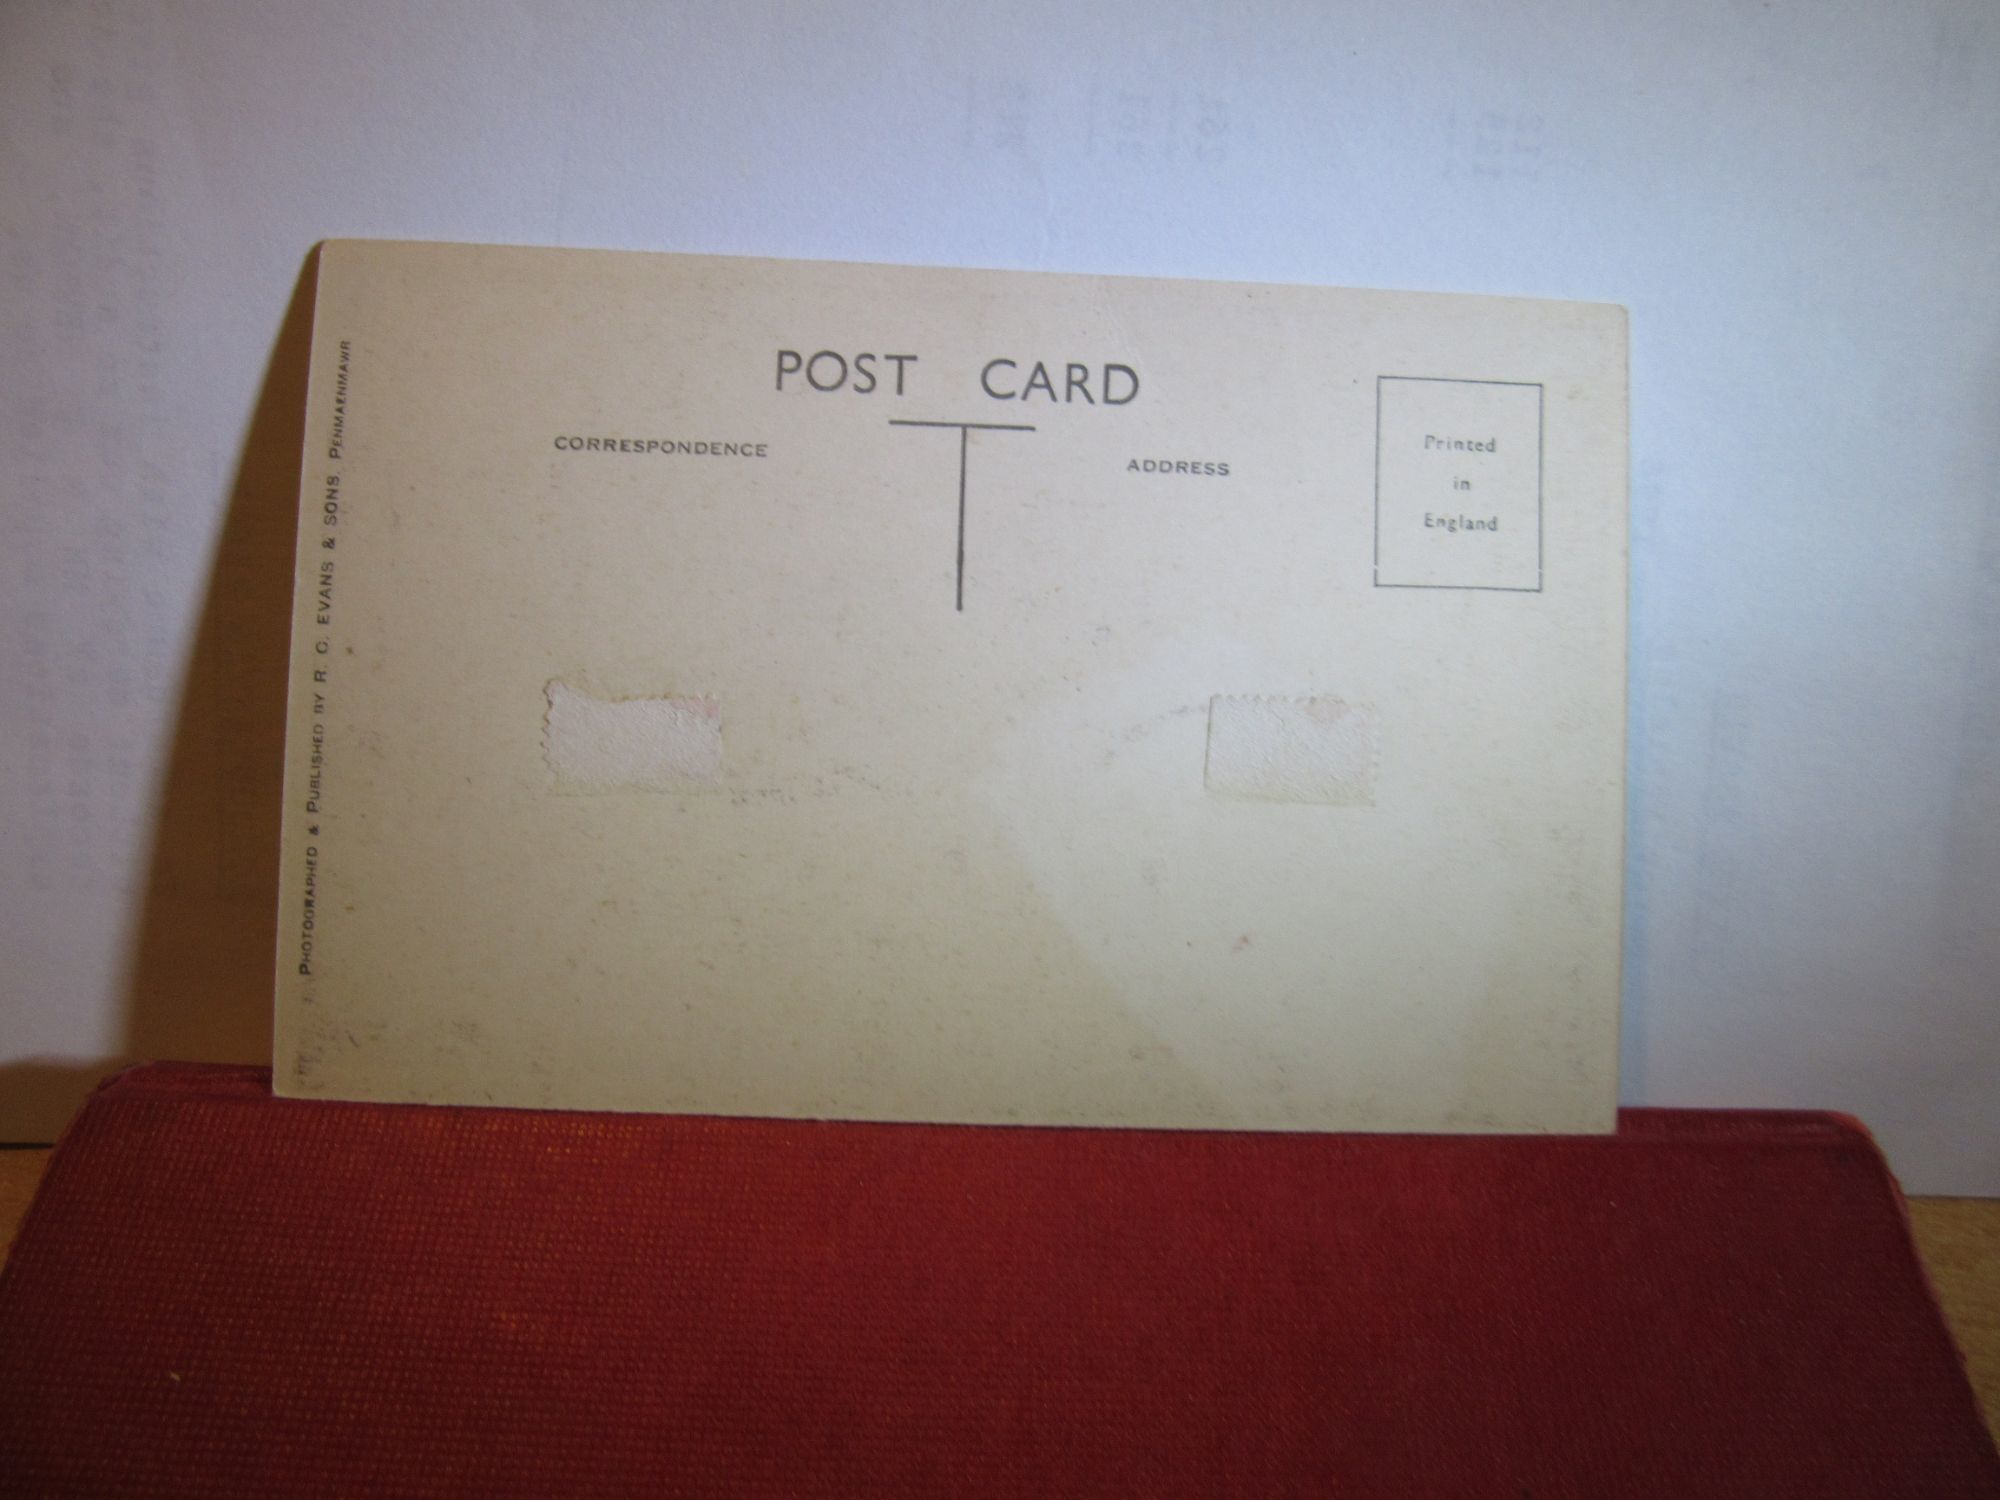 POST CARD
CORRESPONDENCE
ADDRESS
Printed
in
England
PHOTOGRAPHED & PUBLISHED BY R. G. EVANS & SONS. PENMAENMAWR